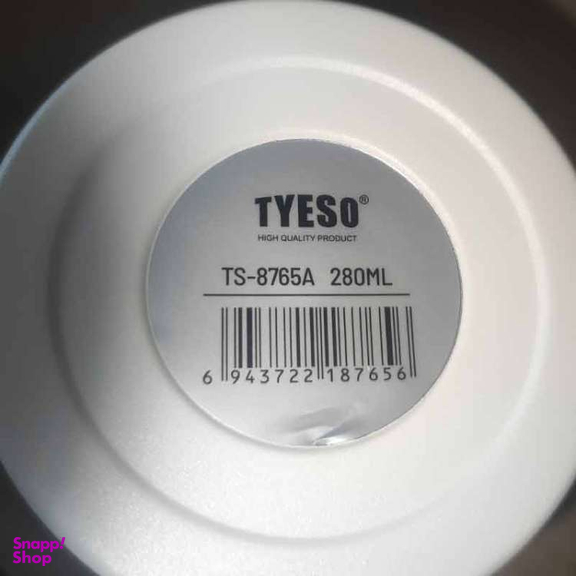 TYESO®
HIGH QUALITY PRODUCT
TS-8765A 280ML
6 943722 187656
Snapp!
Shop